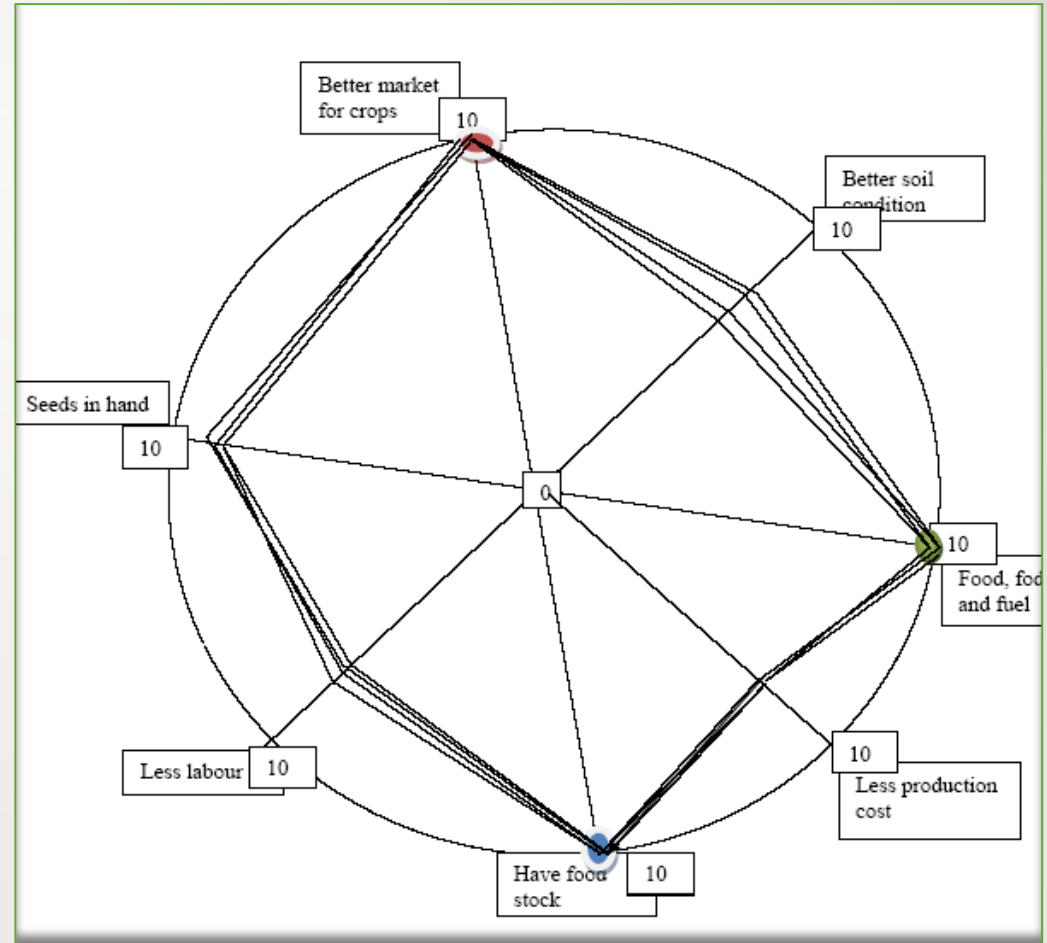 Better market
for crops
10
Better soil
condition
10
Seeds in hand
10
0
10
Food, fod
and fuel
Less labour
10
10
Less production
cost
Have food
stock
10